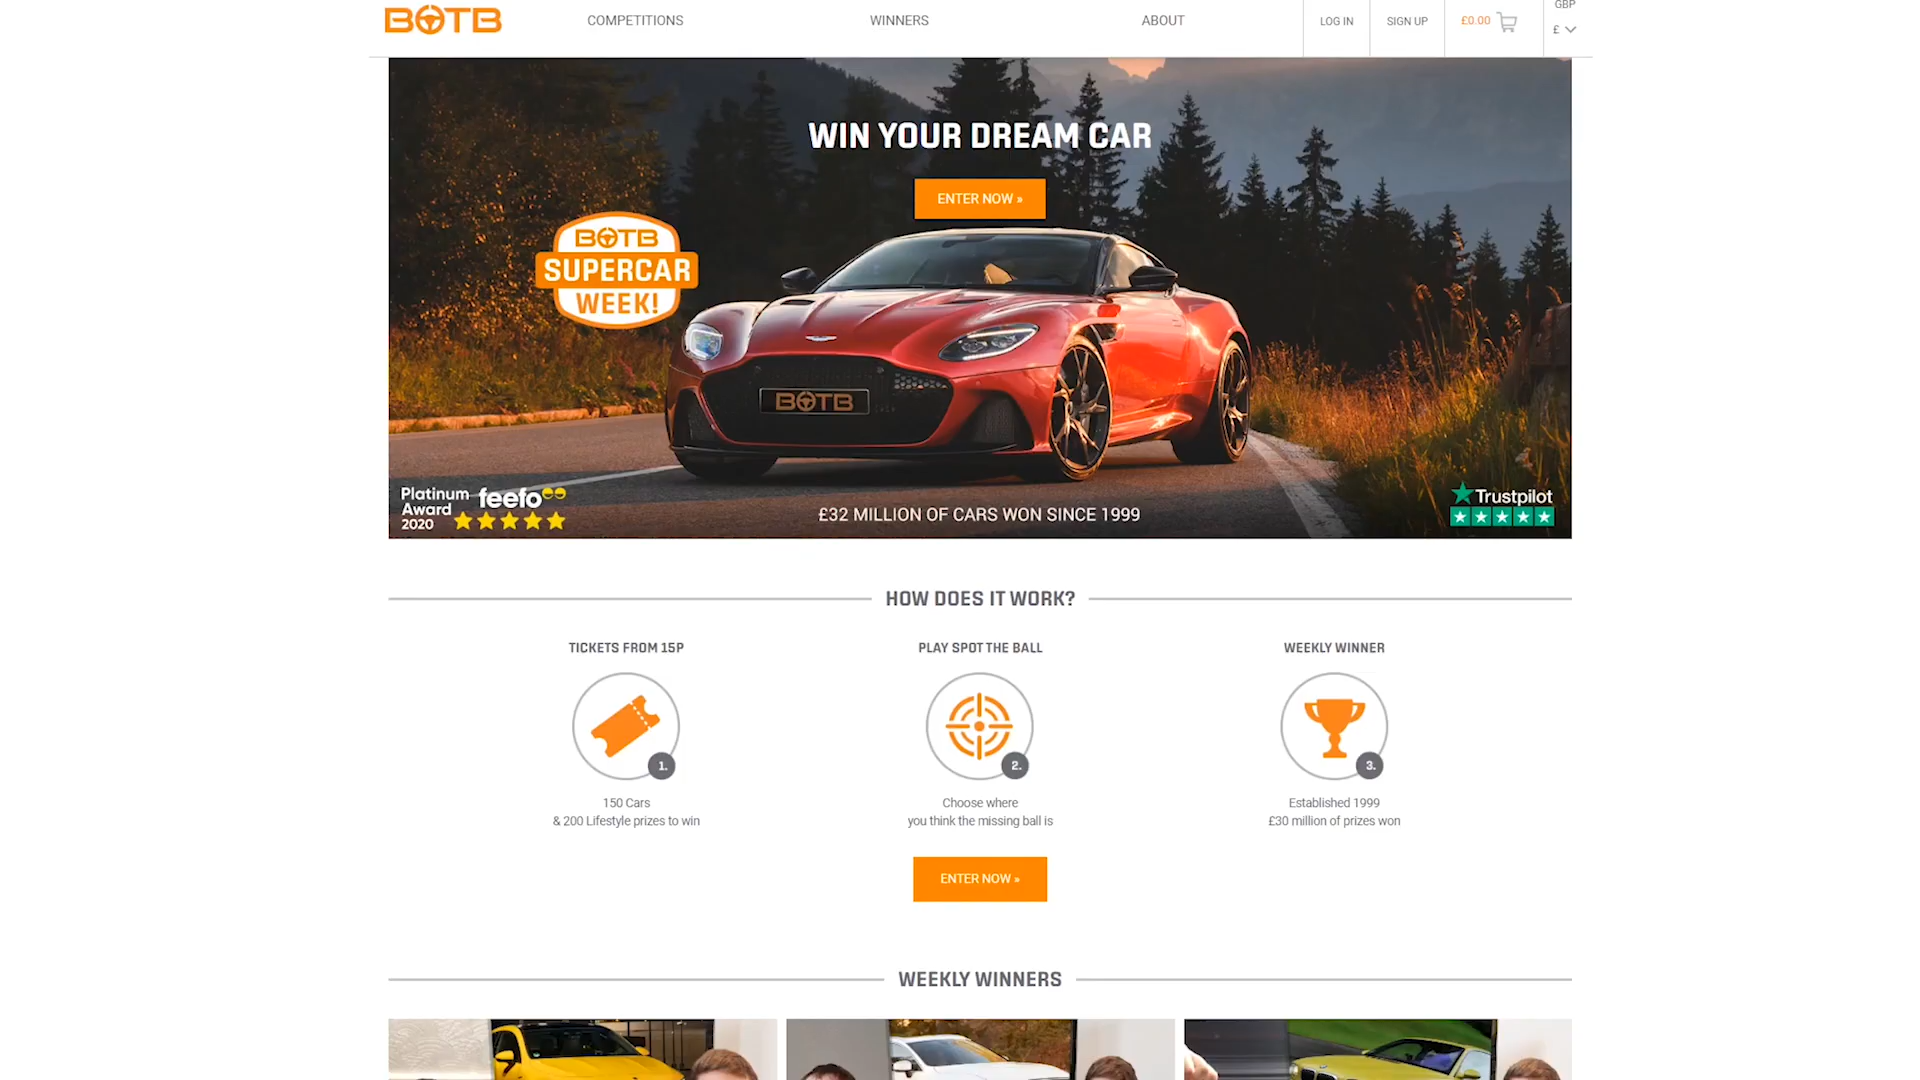 BOTB
COMPETITIONS
WINNERS
ABOUT
LOG IN
SIGN UP
£0.00
GBP
£
WIN YOUR DREAM CAR
ENTER NOW »
BOTB
SUPERCAR
WEEK!
BOTB
Platinum
Award
2020
feefo
£32 MILLION OF CARS WON SINCE 1999
Trustpilot
HOW DOES IT WORK?
TICKETS FROM 15P
PLAY SPOT THE BALL
WEEKLY WINNER
1.
2.
3.
150 Cars
& 200 Lifestyle prizes to win
Choose where
you think the missing ball is
Established 1999
£30 million of prizes won
ENTER NOW »
WEEKLY WINNERS